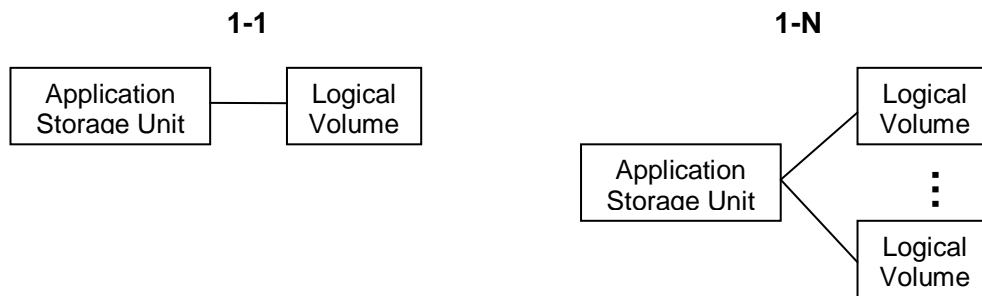 1-1
Application
Storage Unit
Logical
Volume
1-N
Logical
Volume
Application
Storage Unit
Logical
Volume